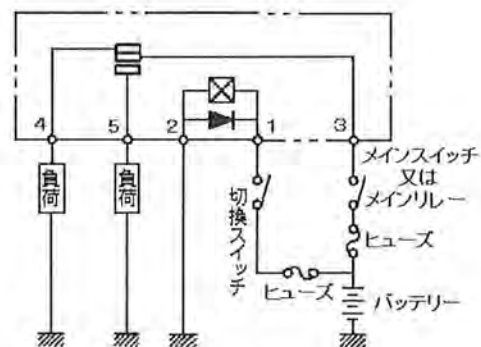 4
5
2
1
3
負荷
負荷
切換スイッチ
メインスイッチ
又は
メインリレー
ヒューズ
ヒューズ
バッテリー